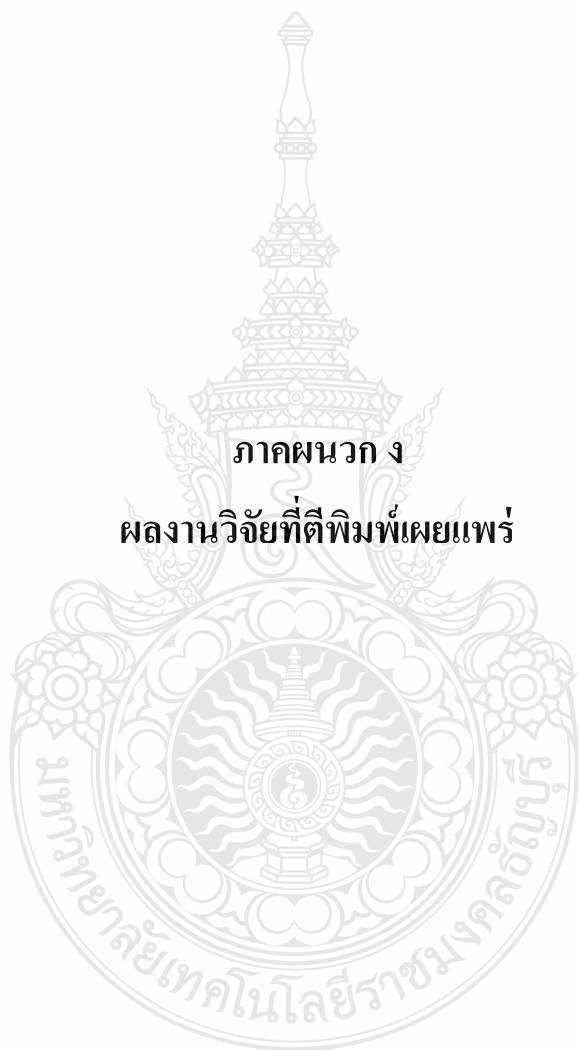 ภาคผนวก ง
ผลงานวิจัยที่ตีพิมพ์เผยแพร่
มหาวิทยาลัยเทคโนโลยีราชมงคลธัญบุรี